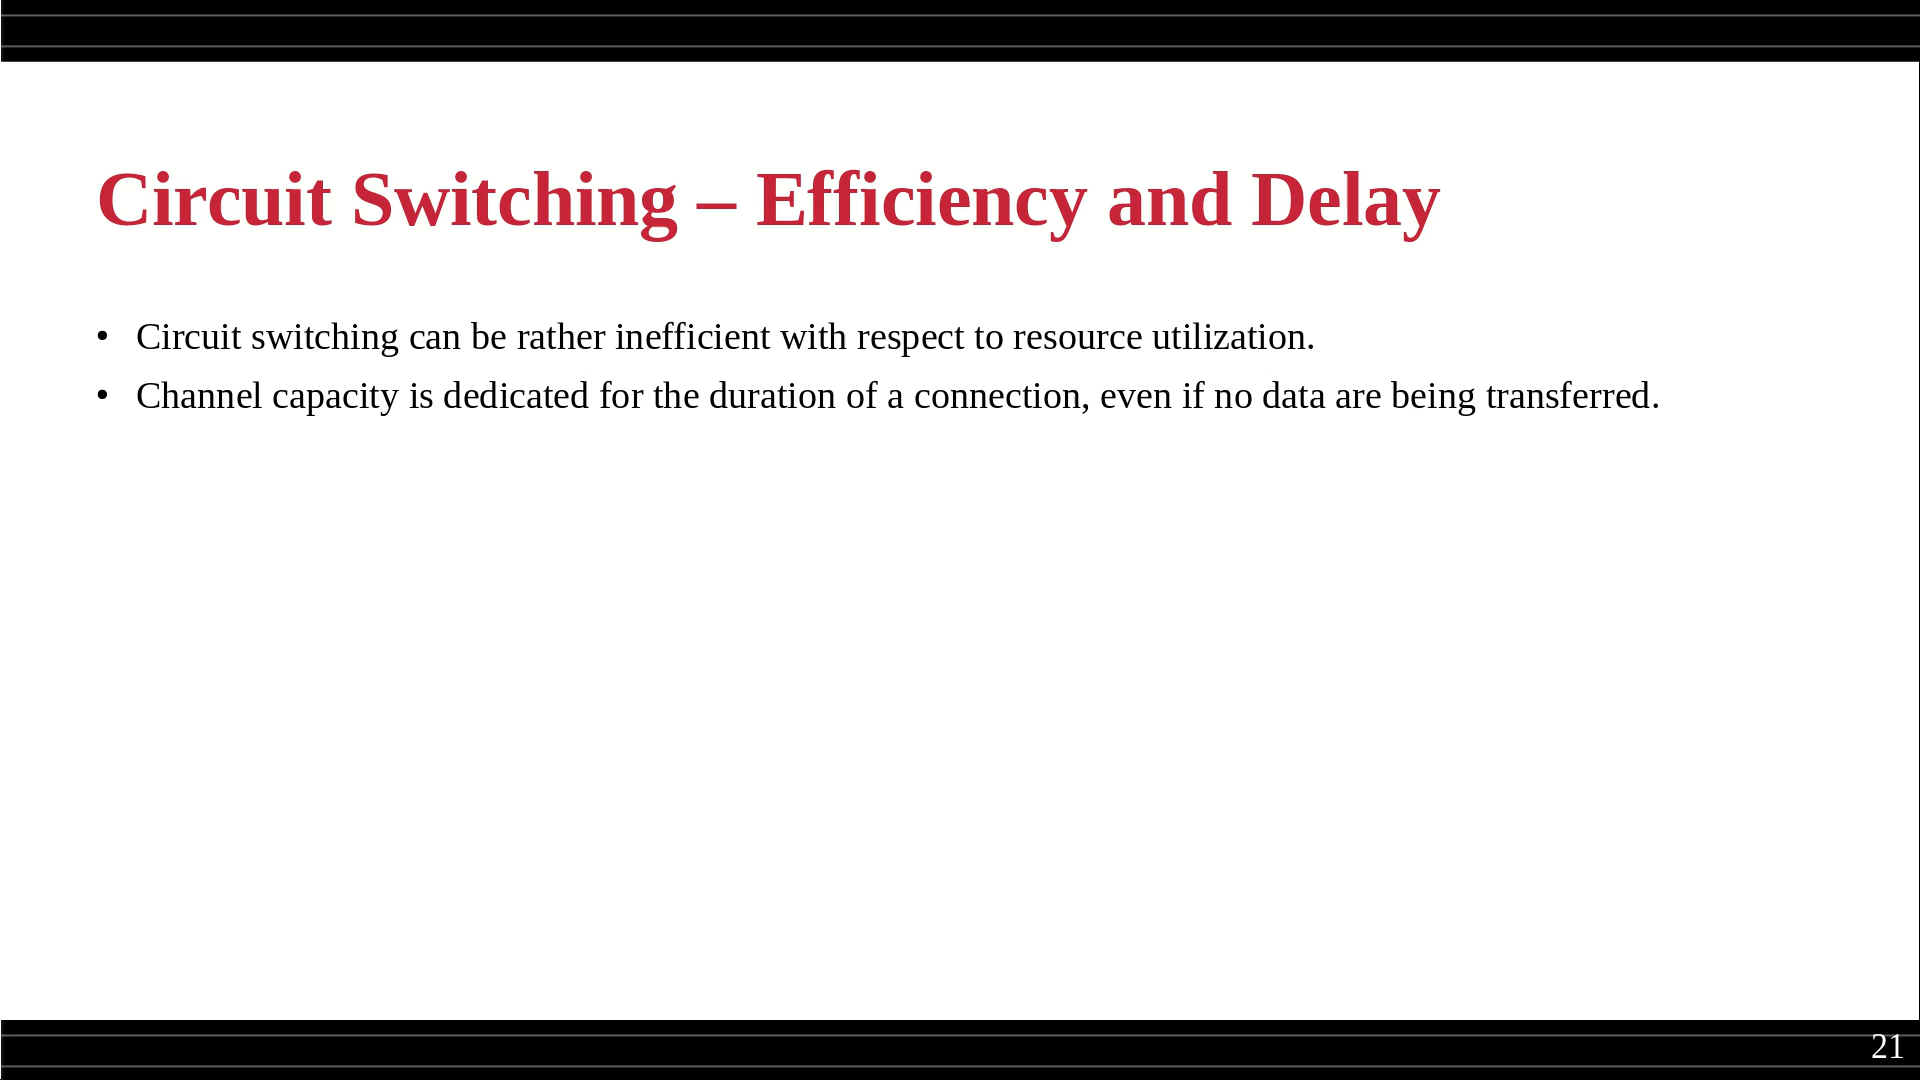 Circuit Switching – Efficiency and Delay
• Circuit switching can be rather inefficient with respect to resource utilization.
• Channel capacity is dedicated for the duration of a connection, even if no data are being transferred.
21